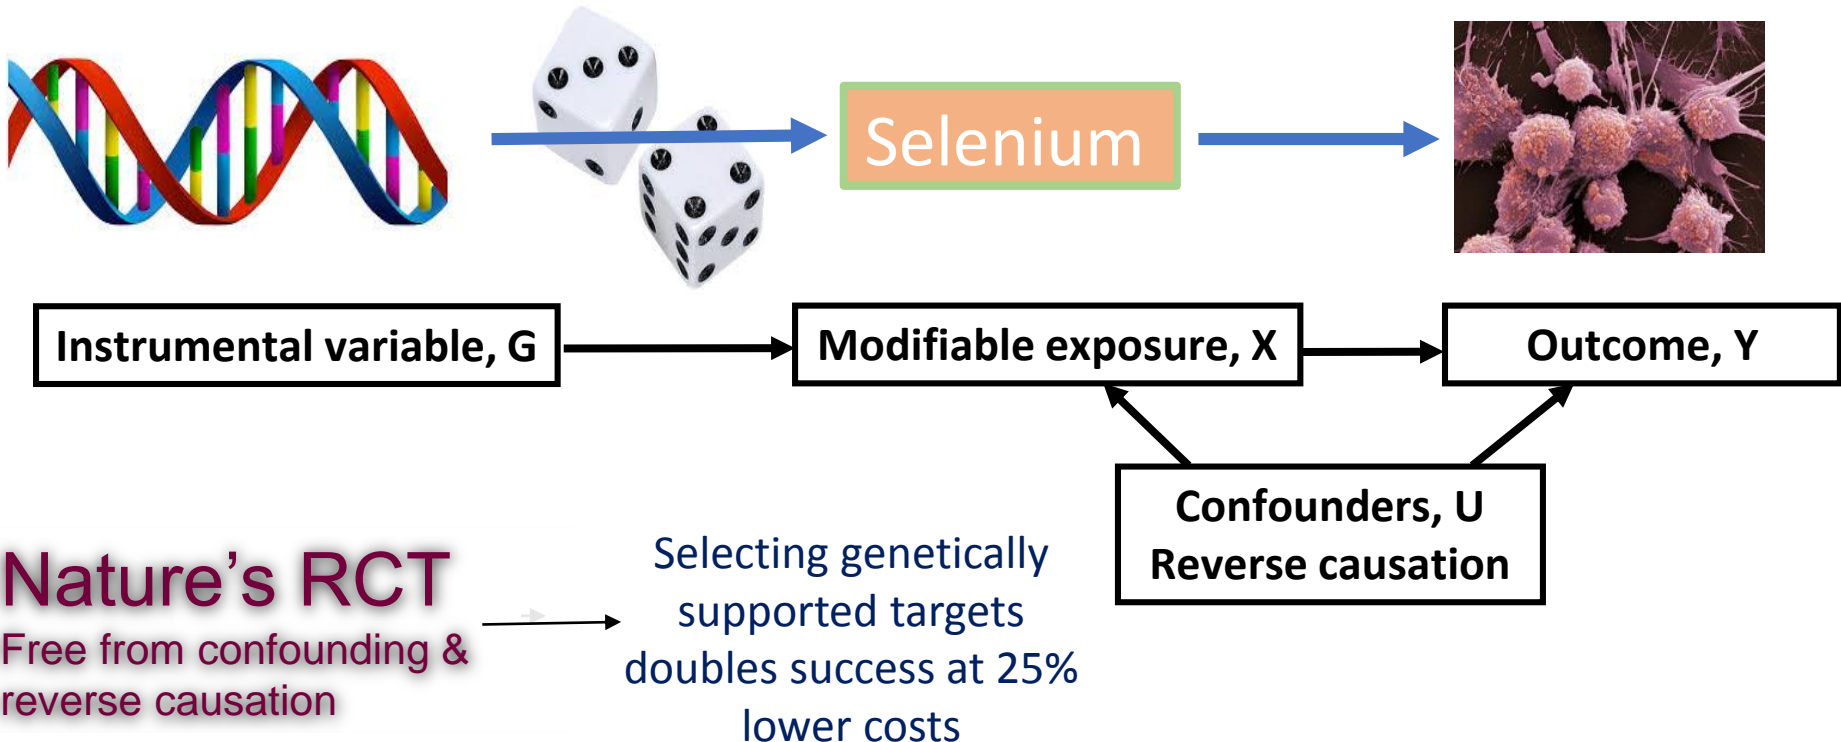 Selenium
Instrumental variable, G
Modifiable exposure, X
Outcome, Y
Confounders, U
Reverse causation
Nature’s RCT
Free from confounding &
reverse causation
Selecting genetically
supported targets
doubles success at 25%
lower costs